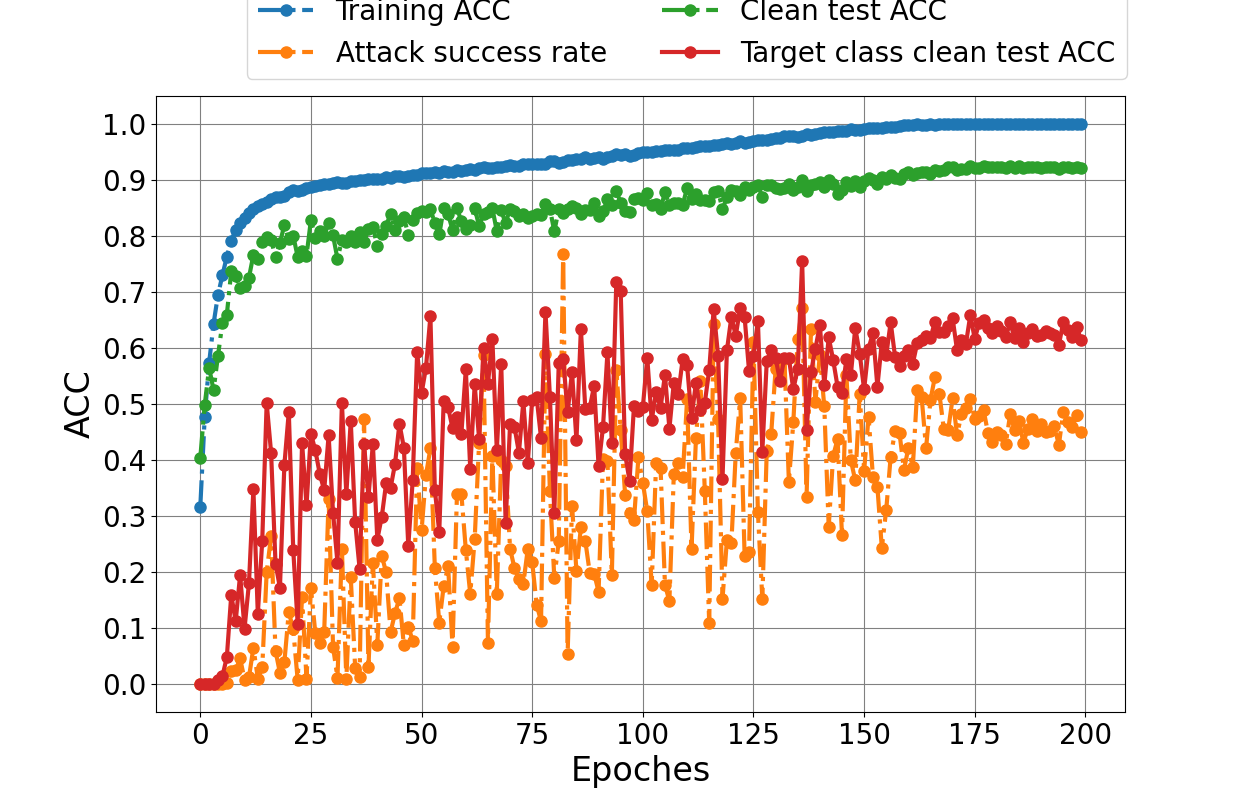 Training ACC
Clean test ACC
Attack success rate
Target class clean test ACC
1.0
0.9
0.8
0.7
0.6
0.5
0.4
0.3
0.2
0.1
0.0
ACC
0 25 50 75 100 125 150 175 200
Epoches